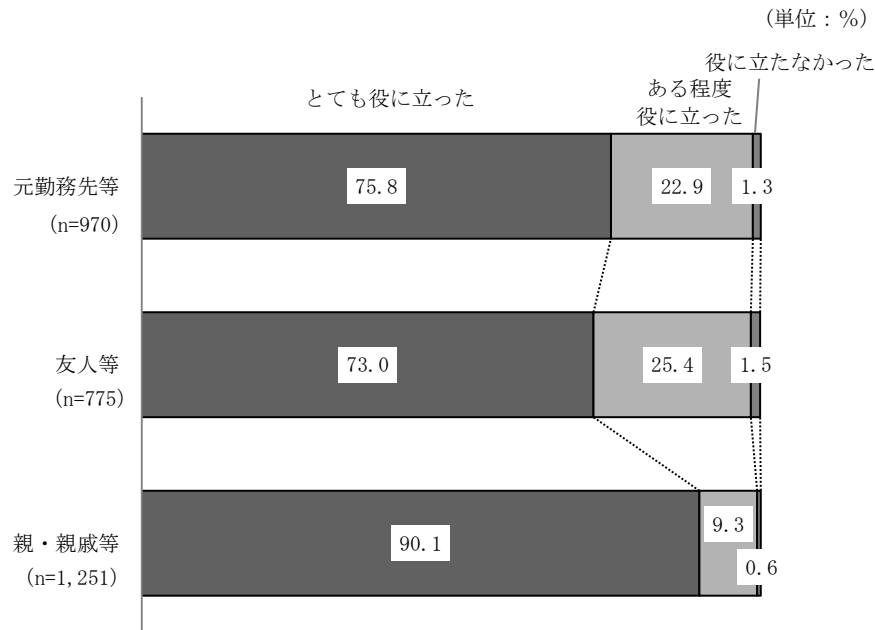 （単位：％）
役に立たなかった
とても役に立った
ある程度
役に立った
元勤務先等
(n=970)
75.8
22.9
1.3
友人等
(n=775)
73.0
25.4
1.5
親・親戚等
(n=1,251)
90.1
9.3
0.6